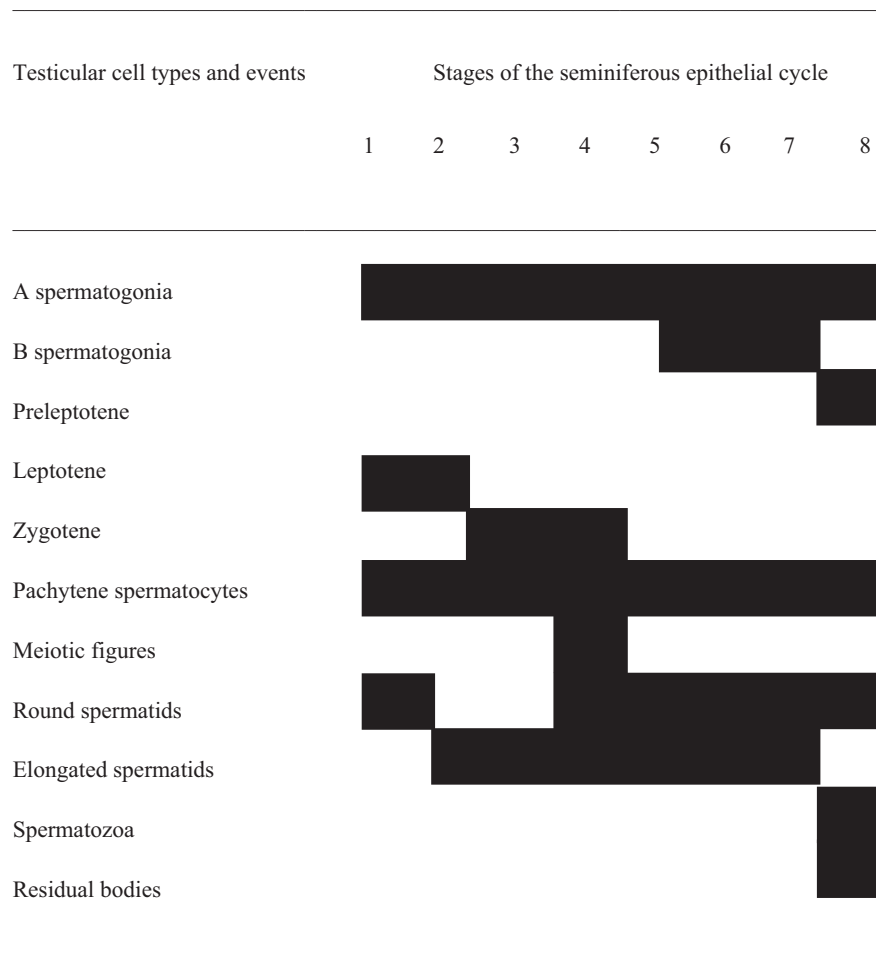 Testicular cell types and events Stages of the seminiferous epithelial cycle
1 2 3 4 5 6 7 8
A spermatogonia
B spermatogonia
Preleptotene
Leptotene
Zygotene
Pachytene spermatocytes
Meiotic figures
Round spermatids
Elongated spermatids
Spermatozoa
Residual bodies